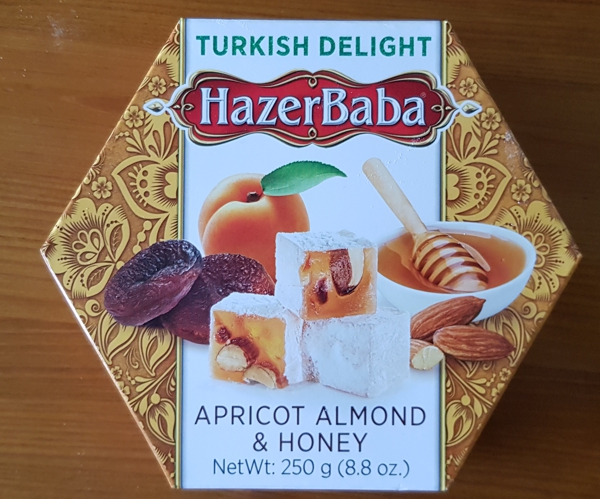 TURKISH DELIGHT
HazerBaba
APRICOT ALMOND
& HONEY
NetWt: 250 g (8.8 oz.)